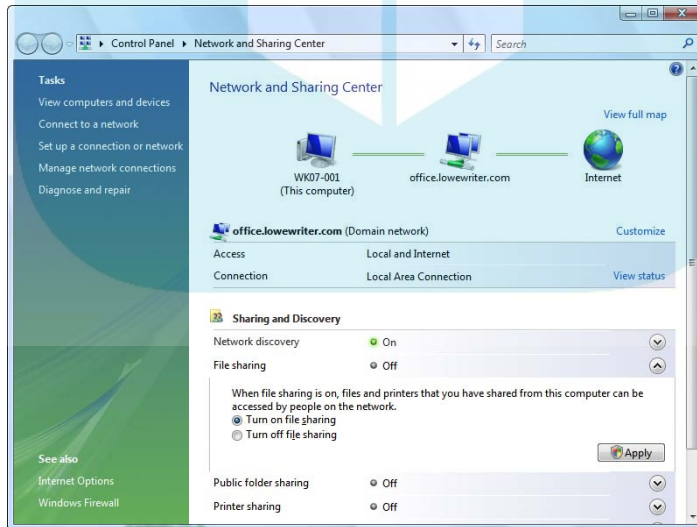 Control Panel
Network and Sharing Center
Search
Tasks
View computers and devices
Connect to a network
Set up a connection or network
Manage network connections
Diagnose and repair
See also
Internet Options
Windows Firewall
Network and Sharing Center
View full map
WK07-001
(This computer)
office.lowewriter.com
Internet
office.lowewriter.com (Domain network) Customize
Access Local and Internet
Connection Local Area Connection View status
Sharing and Discovery
Network discovery On
File sharing Off
When file sharing is on, files and printers that you have shared from this computer can be
accessed by people on the network.
Turn on file sharing
Turn off file sharing
Apply
Public folder sharing Off
Printer sharing Off